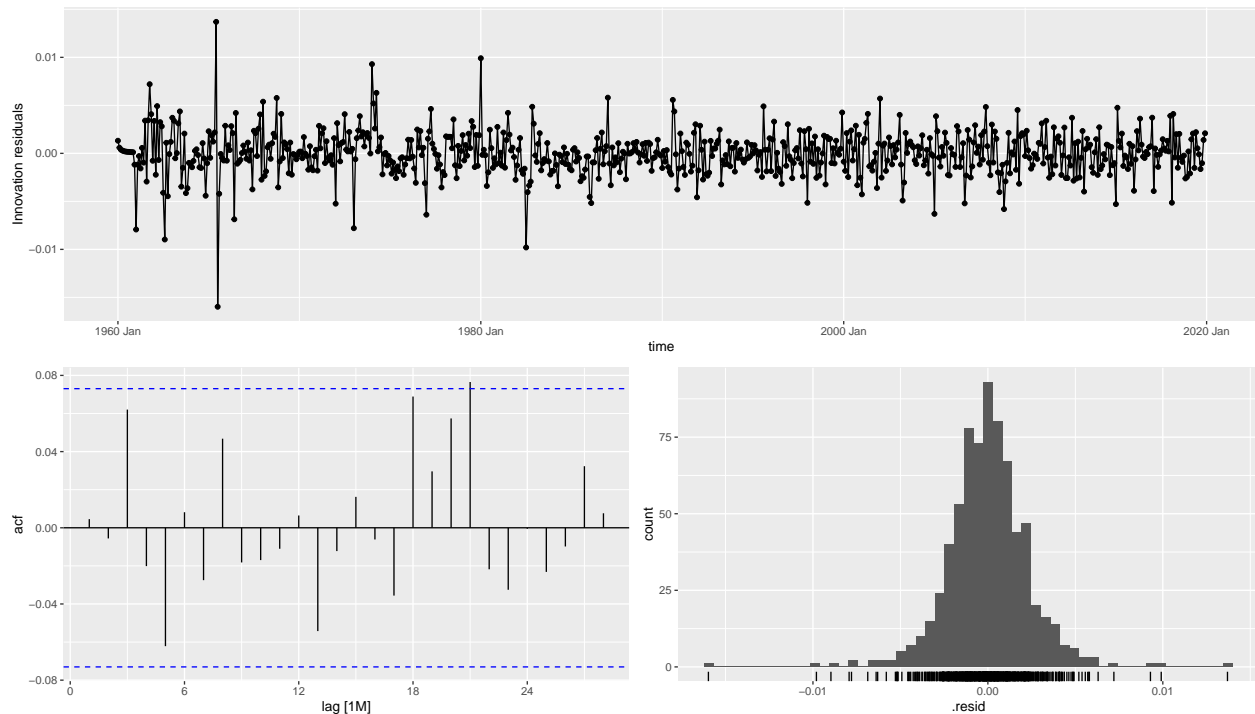 0.01
0.00
−0.01
Innovation residuals
1960 Jan
1980 Jan
2000 Jan
2020 Jan
time
0.08
0.04
0.00
−0.04
−0.08
acf
0
6
12
18
24
lag [1M]
75
50
25
0
count
−0.01
0.00
0.01
.resid